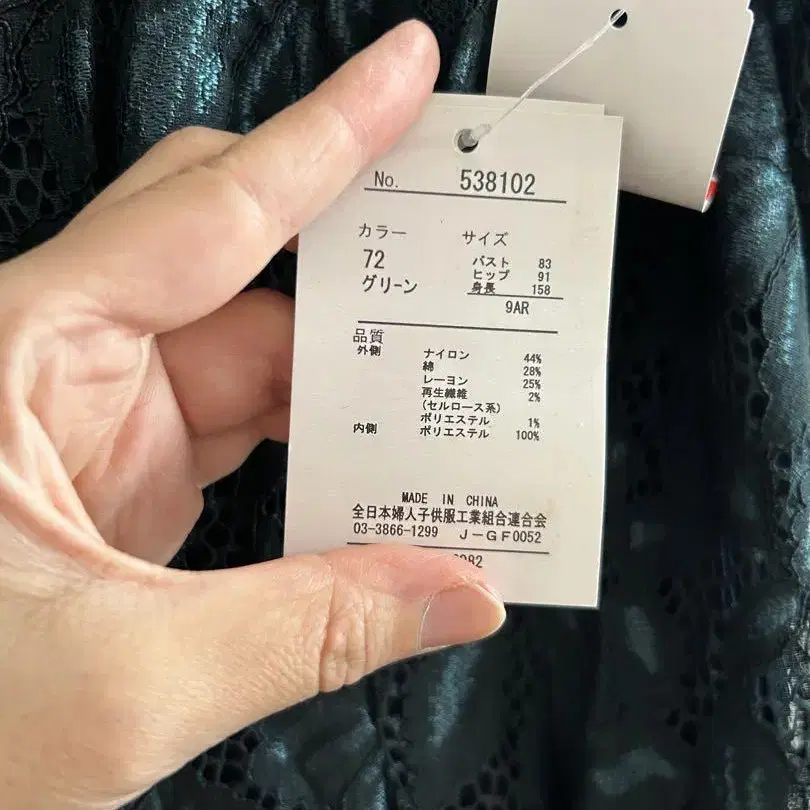 No. 538102
カラー サイズ
72
グリーン
バスト 83
ヒップ 91
身長 158
9AR
品質
外側 ナイロン 44%
綿 28%
レーヨン 25%
再生繊維 2%
(セルロース系)
ポリエステル 1%
内側 ポリエステル 100%
MADE IN CHINA
全日本婦人子供服工業組合連合会
03-3866-1299 J-GF0052